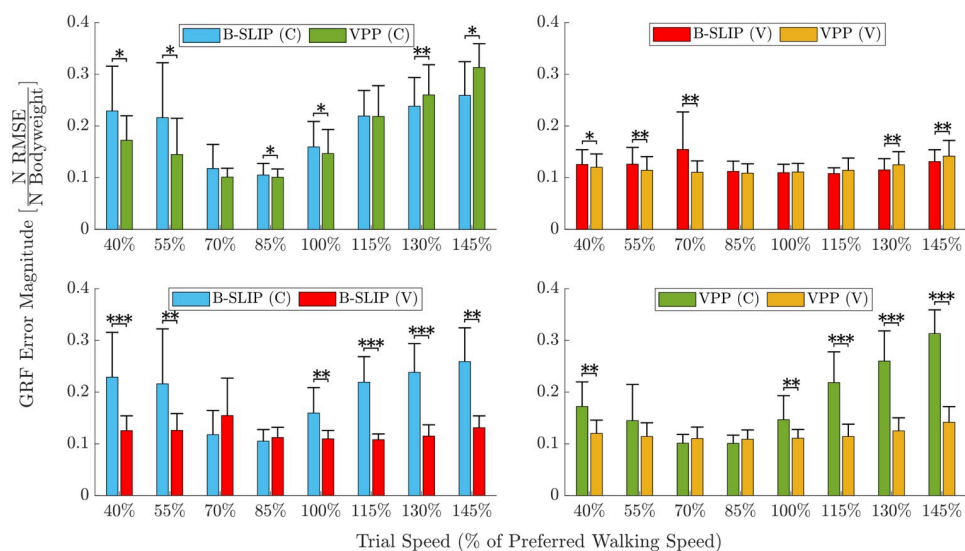 B-SLIP (C) VPP (C)
0.4
0.3
0.2
0.1
0
* * * * ** *
40% 55% 70% 85% 100% 115% 130% 145%
B-SLIP (V) VPP (V)
0.4
0.3
0.2
0.1
0
* ** ** ** **
40% 55% 70% 85% 100% 115% 130% 145%
B-SLIP (C) B-SLIP (V)
0.4
0.3
0.2
0.1
0
*** ** ** *** *** **
40% 55% 70% 85% 100% 115% 130% 145%
VPP (C) VPP (V)
0.4
0.3
0.2
0.1
0
** ** *** *** ***
40% 55% 70% 85% 100% 115% 130% 145%
GRF Error Magnitude [N RMSE / N Bodyweight]
Trial Speed (% of Preferred Walking Speed)